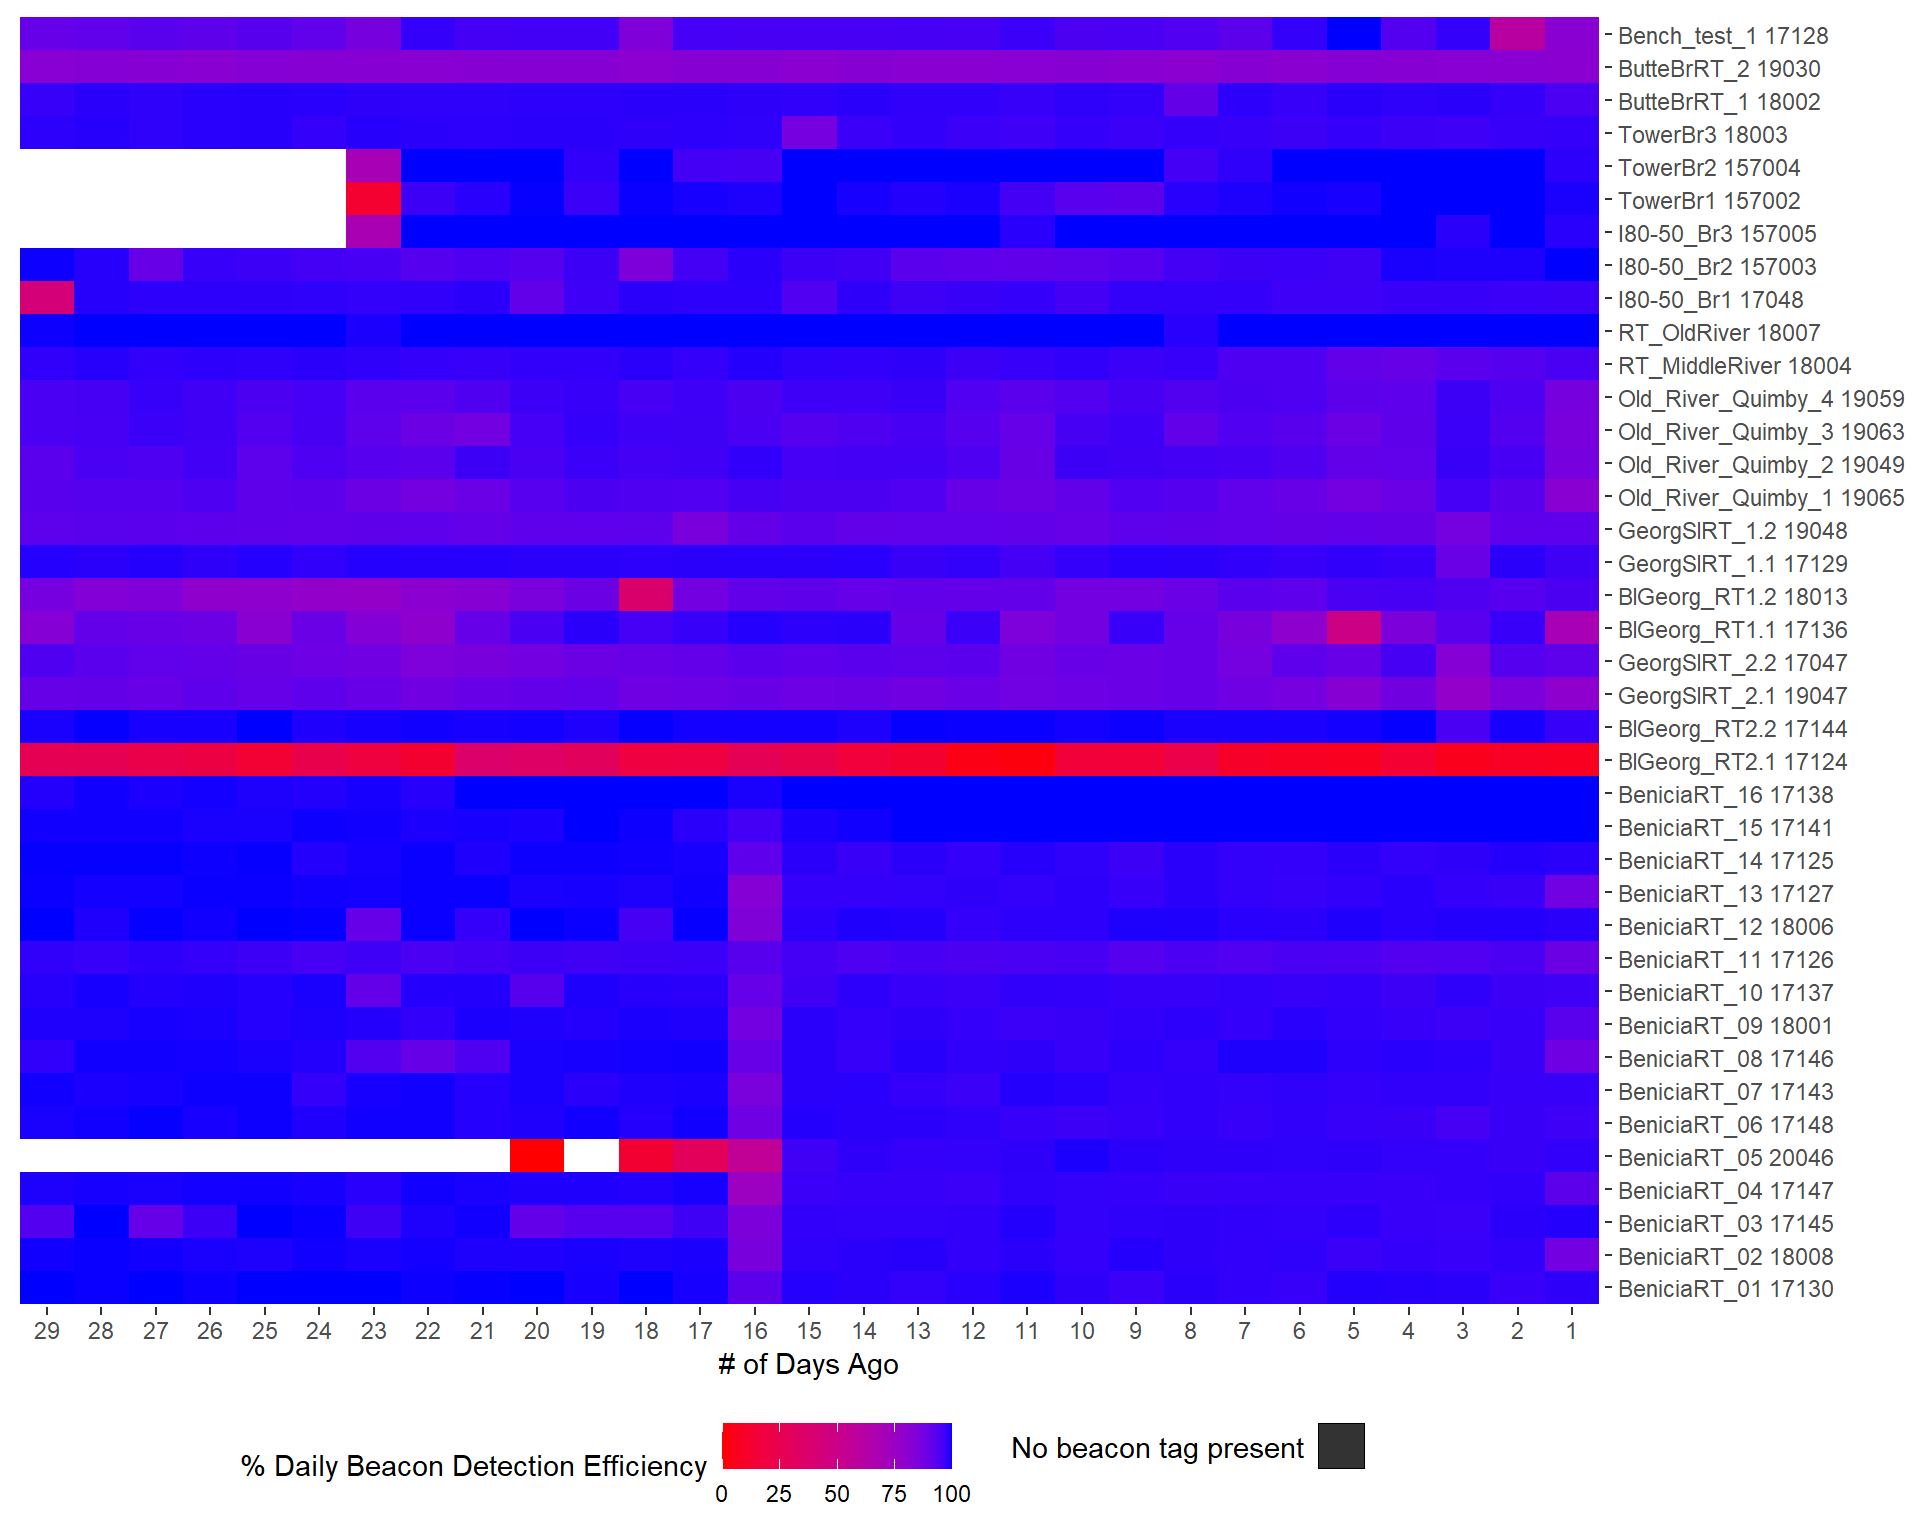 Bench_test_1 17128
ButteBrRT_2 19030
ButteBrRT_1 18002
TowerBr3 18003
TowerBr2 157004
TowerBr1 157002
I80-50_Br3 157005
I80-50_Br2 157003
I80-50_Br1 17048
RT_OldRiver 18007
RT_MiddleRiver 18004
Old_River_Quimby_4 19059
Old_River_Quimby_3 19063
Old_River_Quimby_2 19049
Old_River_Quimby_1 19065
GeorgSlRT_1.2 19048
GeorgSlRT_1.1 17129
BlGeorg_RT1.2 18013
BlGeorg_RT1.1 17136
GeorgSlRT_2.2 17047
GeorgSlRT_2.1 19047
BlGeorg_RT2.2 17144
BlGeorg_RT2.1 17124
BeniciaRT_16 17138
BeniciaRT_15 17141
BeniciaRT_14 17125
BeniciaRT_13 17127
BeniciaRT_12 18006
BeniciaRT_11 17126
BeniciaRT_10 17137
BeniciaRT_09 18001
BeniciaRT_08 17146
BeniciaRT_07 17143
BeniciaRT_06 17148
BeniciaRT_05 20046
BeniciaRT_04 17147
BeniciaRT_03 17145
BeniciaRT_02 18008
BeniciaRT_01 17130
29 28 27 26 25 24 23 22 21 20 19 18 17 16 15 14 13 12 11 10 9 8 7 6 5 4 3 2 1
# of Days Ago
% Daily Beacon Detection Efficiency
0 25 50 75 100
No beacon tag present